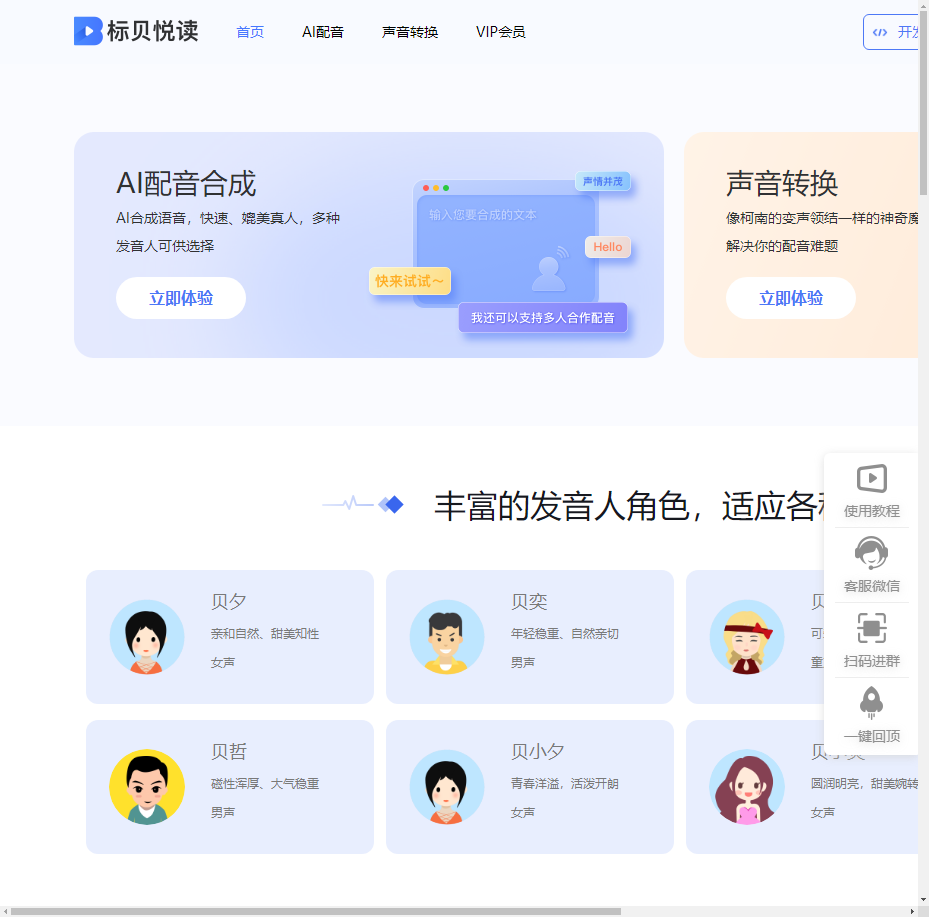 标贝悦读
首页
AI配音
声音转换
VIP会员
开发
AI配音合成
AI合成语音，快速、媲美真人，多种
发音人可供选择
立即体验
输入您要合成的文本
声情并茂
Hello
快来试试～
我还可以支持多人合作配音
声音转换
像柯南的变声领结一样的神奇魔
解决你的配音难题
立即体验
丰富的发音人角色，适应各种
贝夕
亲和自然、甜美知性
女声
贝奕
年轻稳重、自然亲切
男声
贝
可
童
贝哲
磁性浑厚、大气稳重
男声
贝小夕
青春洋溢，活泼开朗
女声
贝小
圆润明亮，甜美婉转
女声
使用教程
客服微信
扫码进群
一键回顶